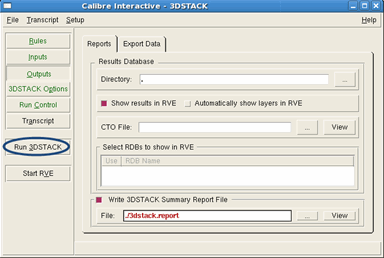 Calibre Interactive - 3DSTACK
File Transcript Setup Help
Rules
Inputs
Outputs
3DSTACK Options
Run Control
Transcript
Run 3DSTACK
Start RVE
Reports Export Data
Results Database
Directory: . ...
Show results in RVE Automatically show layers in RVE
CTO File: ... View
Select RDBs to show in RVE
Use RDB Name
Write 3DSTACK Summary Report File
File: ./3dstack.report ... View